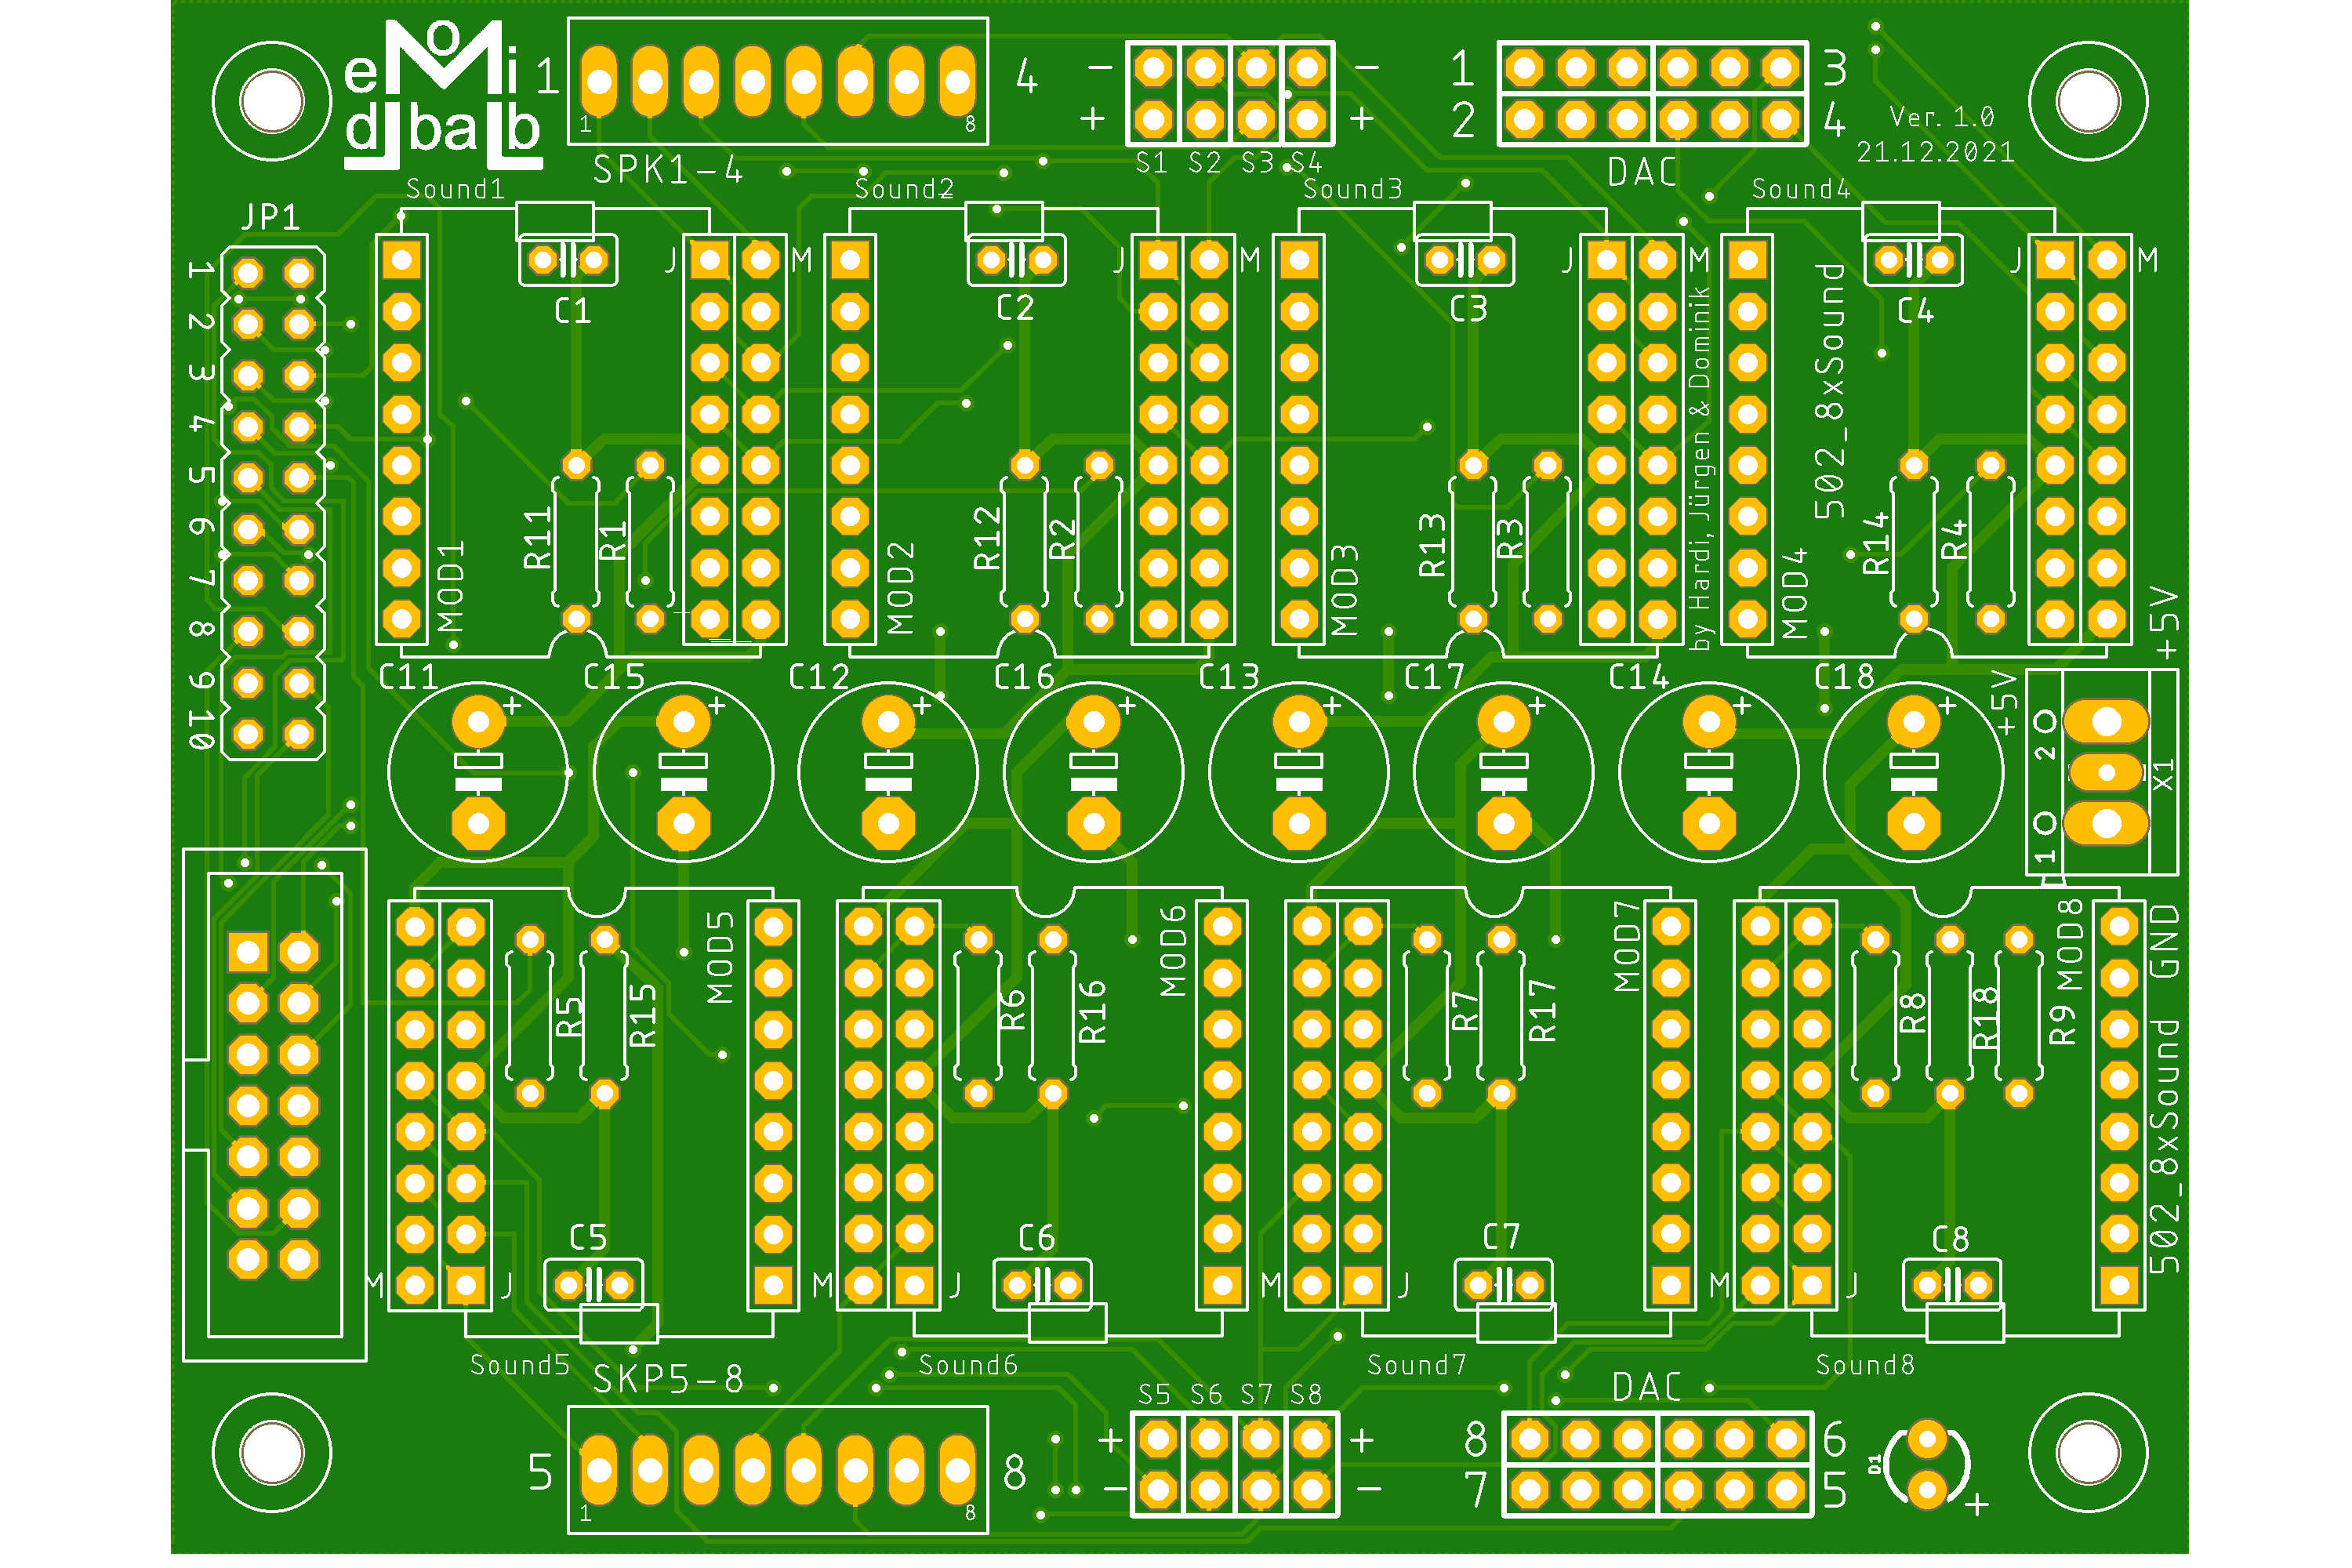 eMoi
dbalb
1
4
1
8
SPK1-4
-
-
+
+
S1
S2
S3
S4
1
3
2
4
DAC
Ver. 1.0
21.12.2021
Sound1
Sound2
Sound3
Sound4
JP1
1
2
3
4
5
6
7
8
9
10
J
M
J
M
J
M
J
M
C1
C2
C3
C4
R11
R1
R12
R2
R13
R3
R14
R4
MOD1
MOD2
MOD3
MOD4
by Hardi, Jürgen & Dominik
502_8xSound
+5V
C11
C15
C12
C16
C13
C17
C14
C18
+
+
+
+
+
+
+
+
+5V
2
1
X1
MOD5
MOD6
MOD7
MOD8
GND
R5
R15
R6
R16
R7
R17
R8
R18
R9
502_8xSound
C5
C6
C7
C8
M
J
M
J
M
J
M
Sound5
Sound6
Sound7
Sound8
SKP5-8
5
8
1
8
S5
S6
S7
S8
+
+
-
-
DAC
8
6
7
5
D1
+